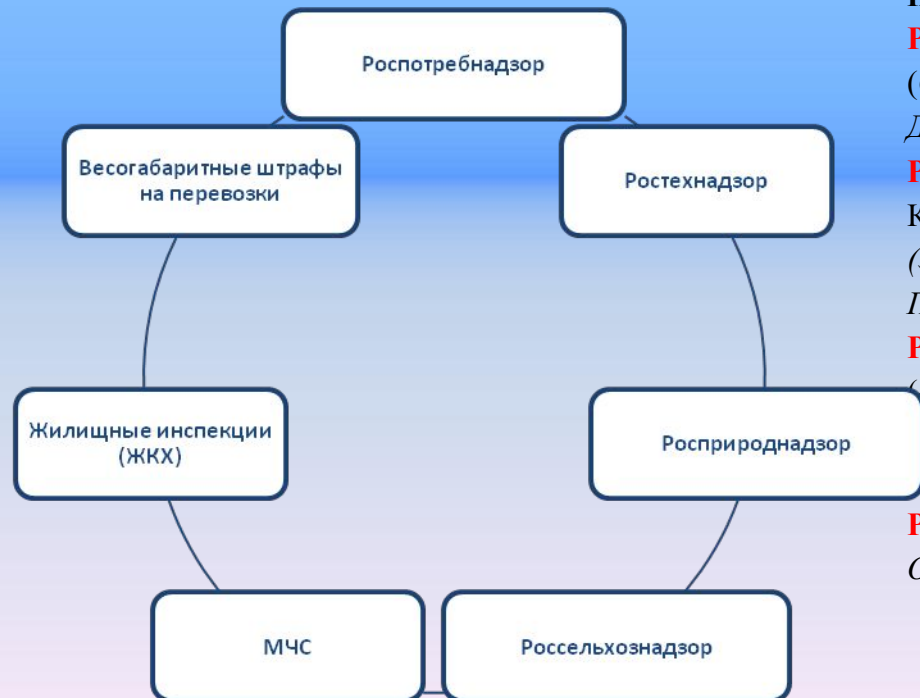 Роспотребнадзор
Весогабаритные штрафы
на перевозки
Ростехнадзор
Жилищные инспекции
(ЖКХ)
Росприроднадзор
МЧС
Россельхознадзор